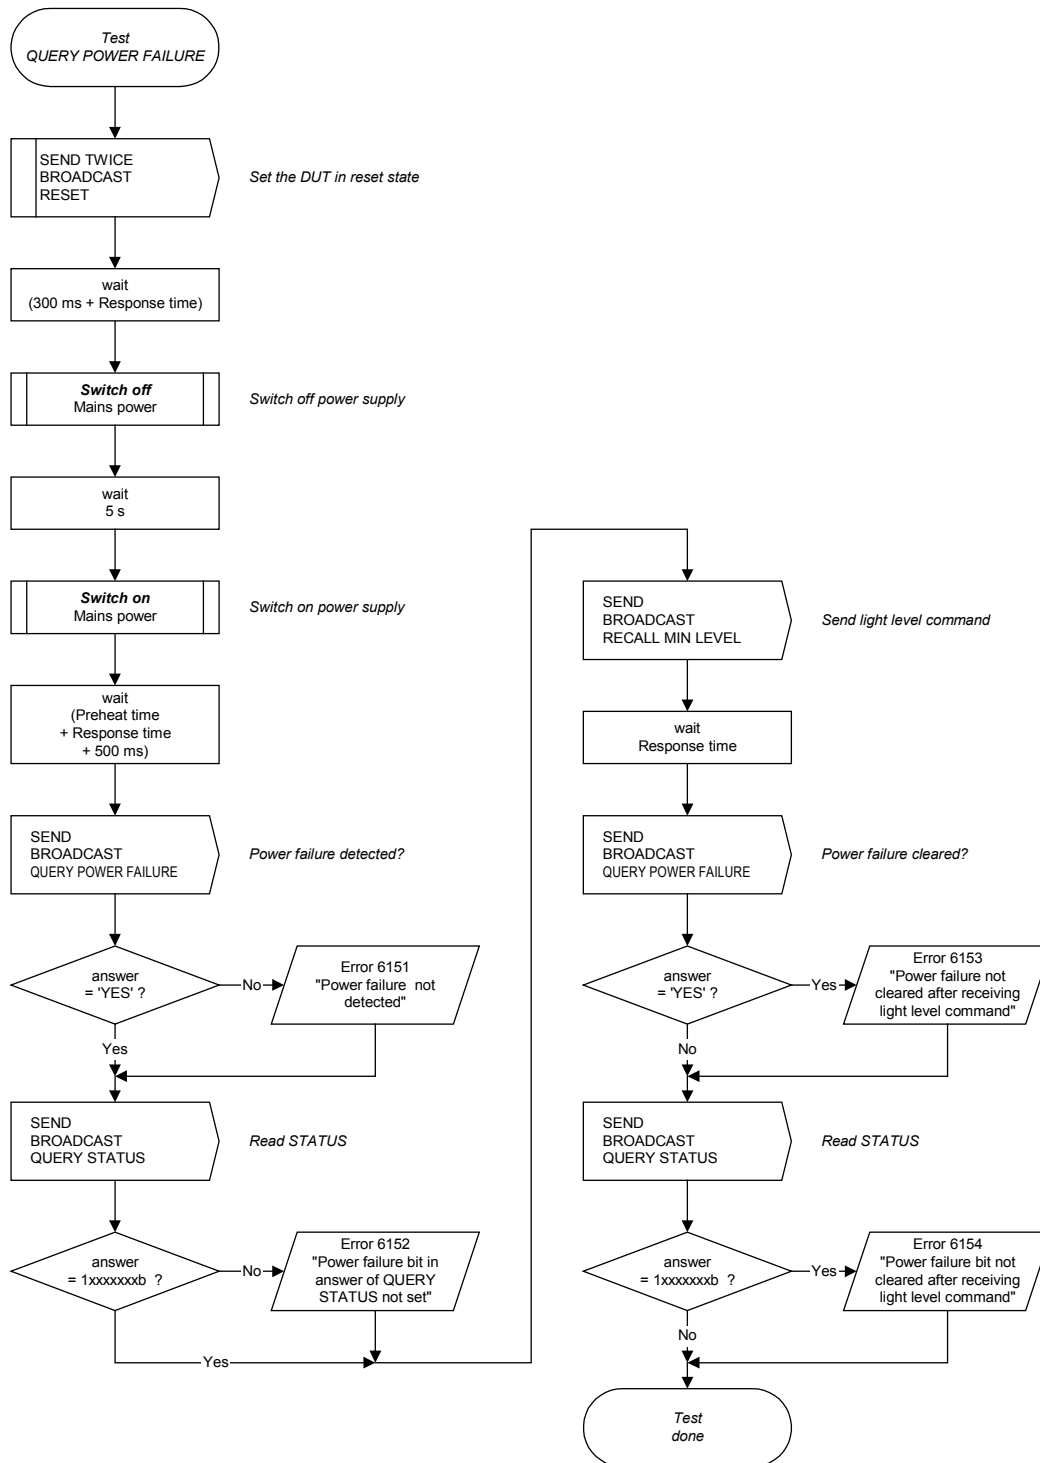 Test
QUERY POWER FAILURE
SEND TWICE
BROADCAST
RESET
Set the DUT in reset state
wait
(300 ms + Response time)
Switch off
Mains power
Switch off power supply
wait
5 s
Switch on
Mains power
Switch on power supply
wait
(Preheat time
+ Response time
+ 500 ms)
SEND
BROADCAST
QUERY POWER FAILURE
Power failure detected?
answer
= 'YES' ?
No
Error 6151
"Power failure not
detected"
Yes
SEND
BROADCAST
QUERY STATUS
Read STATUS
answer
= 1xxxxxxxb ?
No
Error 6152
"Power failure bit in
answer of QUERY
STATUS not set"
Yes
SEND
BROADCAST
RECALL MIN LEVEL
Send light level command
wait
Response time
SEND
BROADCAST
QUERY POWER FAILURE
Power failure cleared?
answer
= 'YES' ?
Yes
Error 6153
"Power failure not
cleared after receiving
light level command"
No
SEND
BROADCAST
QUERY STATUS
Read STATUS
answer
= 1xxxxxxxb ?
Yes
Error 6154
"Power failure bit not
cleared after receiving
light level command"
No
Test
done